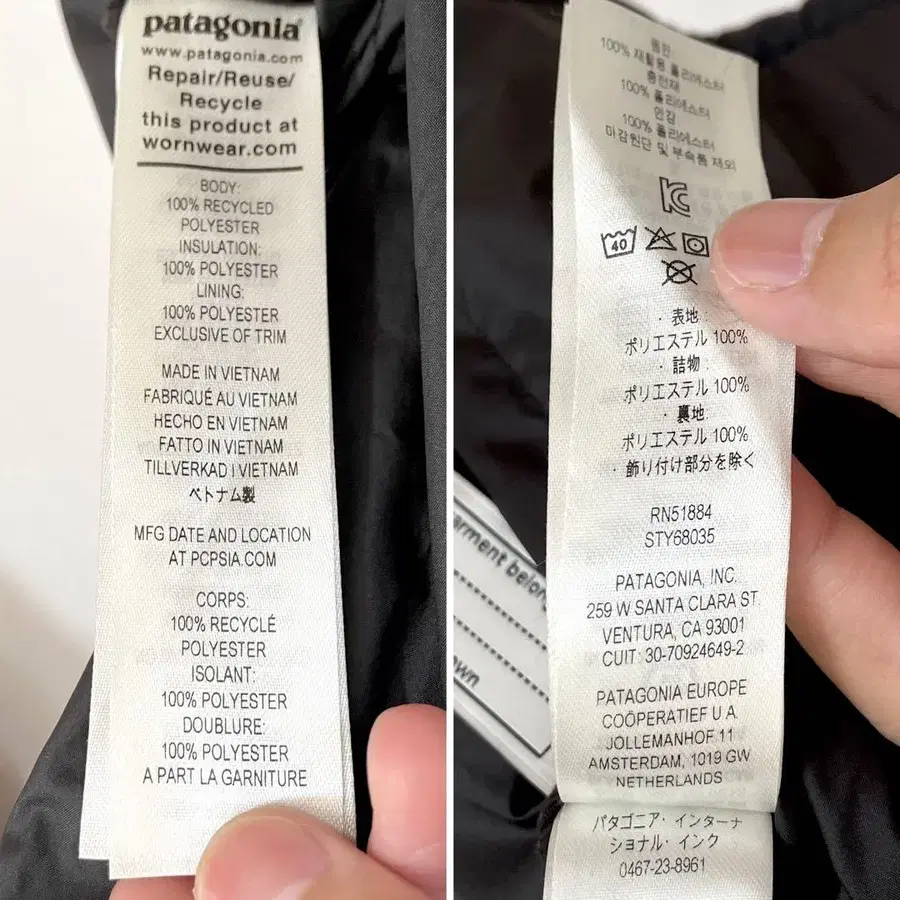 patagonia®
www.patagonia.com
Repair/Reuse/
Recycle
this product at
wornwear.com
BODY:
100% RECYCLED
POLYESTER
INSULATION:
100% POLYESTER
LINING:
100% POLYESTER
EXCLUSIVE OF TRIM
MADE IN VIETNAM
FABRIQUÉ AU VIETNAM
HECHO EN VIETNAM
FATTO IN VIETNAM
TILLVERKAD I VIETNAM
ベトナム製
MFG DATE AND LOCATION
AT PCPSIA.COM
CORPS:
100% RECYCLÉ
POLYESTER
ISOLANT:
100% POLYESTER
DOUBLURE:
100% POLYESTER
A PART LA GARNITURE
100% 재활용 폴리에스터
충전재
100% 폴리에스터
안감
100% 폴리에스터
마감원단 및 부속품 제외
40
・表地:
ポリエステル 100%
・詰物:
ポリエステル 100%
・裏地:
ポリエステル 100%
・飾り付け部分を除く
RN51884
STY68035
PATAGONIA, INC.
259 W SANTA CLARA ST.
VENTURA, CA 93001
CUIT: 30-70924649-2
PATAGONIA EUROPE
COÖPERATIEF U A
JOLLEMANHOF 11
AMSTERDAM, 1019 GW
NETHERLANDS
パタゴニア・インターナ
ショナル・インク
0467-23-8961
arment belong
own